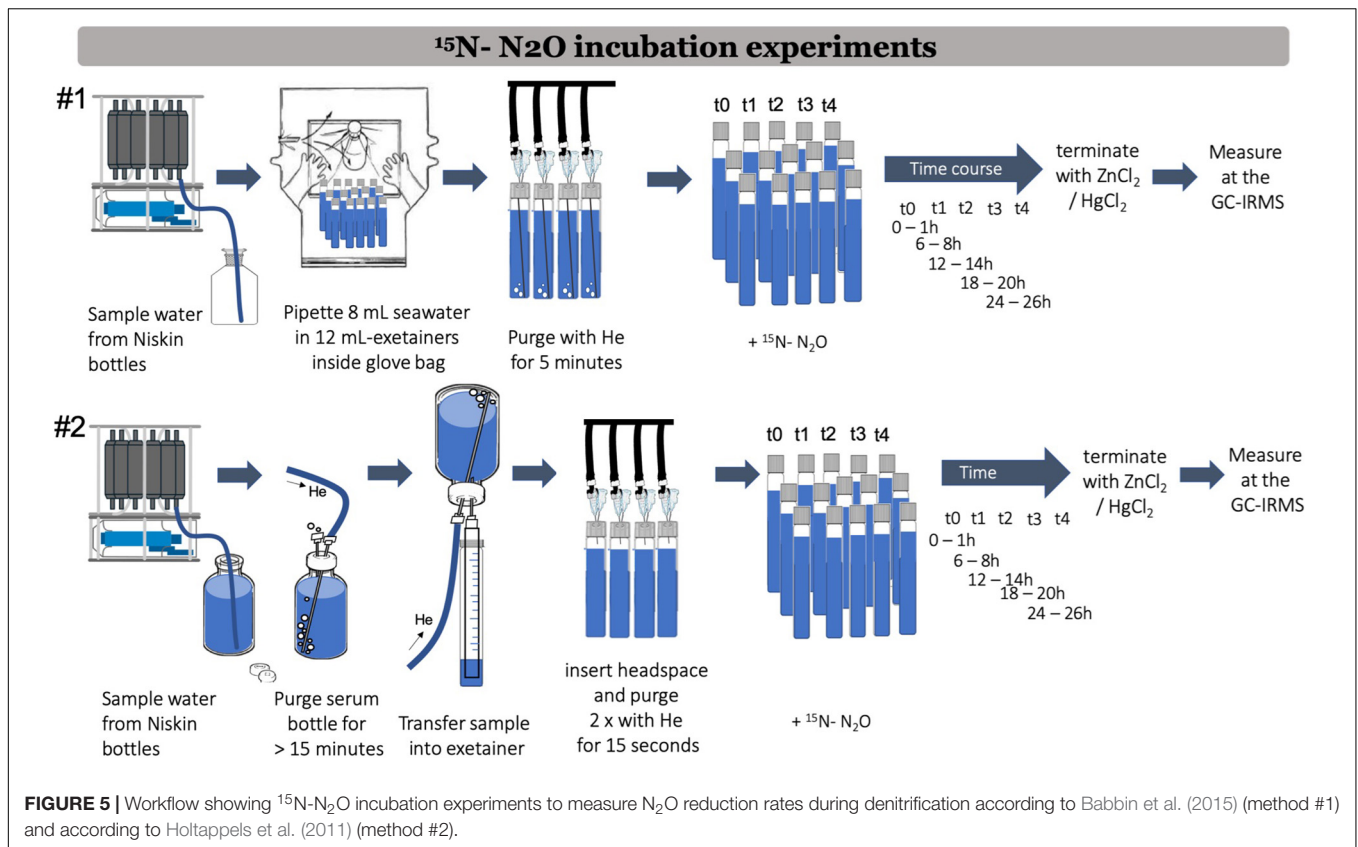 ¹⁵N- N2O incubation experiments
#1
Sample water
from Niskin
bottles
Pipette 8 mL seawater
in 12 mL-exetainers
inside glove bag
Purge with He
for 5 minutes
t0 t1 t2 t3 t4
+ ¹⁵N- N₂O
Time course
t0 t1 t2 t3 t4
0 – 1h
6 – 8h
12 – 14h
18 – 20h
24 – 26h
terminate
with ZnCl₂
/ HgCl₂
Measure
at the
GC-IRMS
#2
Sample water
from Niskin
bottles
He
Purge serum
bottle for
> 15 minutes
He
Transfer sample
into exetainer
insert headspace
and purge
2 x with He
for 15 seconds
t0 t1 t2 t3 t4
+ ¹⁵N- N₂O
Time
t0 t1 t2 t3 t4
0 – 1h
6 – 8h
12 – 14h
18 – 20h
24 – 26h
terminate
with ZnCl₂
/ HgCl₂
Measure
at the
GC-IRMS
FIGURE 5 | Workflow showing ¹⁵N-N₂O incubation experiments to measure N₂O reduction rates during denitrification according to Babbin et al. (2015) (method #1)
and according to Holtappels et al. (2011) (method #2).